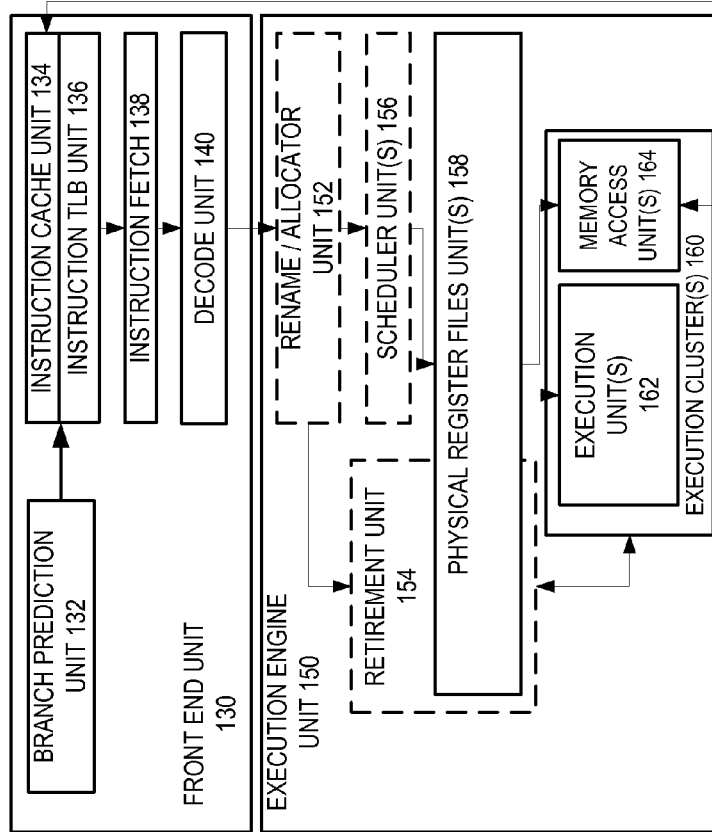 BRANCH PREDICTION
UNIT 132
INSTRUCTION CACHE UNIT 134
INSTRUCTION TLB UNIT 136
INSTRUCTION FETCH 138
DECODE UNIT 140
FRONT END UNIT
130
EXECUTION ENGINE
UNIT 150
RENAME / ALLOCATOR
UNIT 152
RETIREMENT UNIT
154
SCHEDULER UNIT(S) 156
PHYSICAL REGISTER FILES UNIT(S) 158
EXECUTION
UNIT(S)
162
MEMORY
ACCESS
UNIT(S) 164
EXECUTION CLUSTER(S) 160